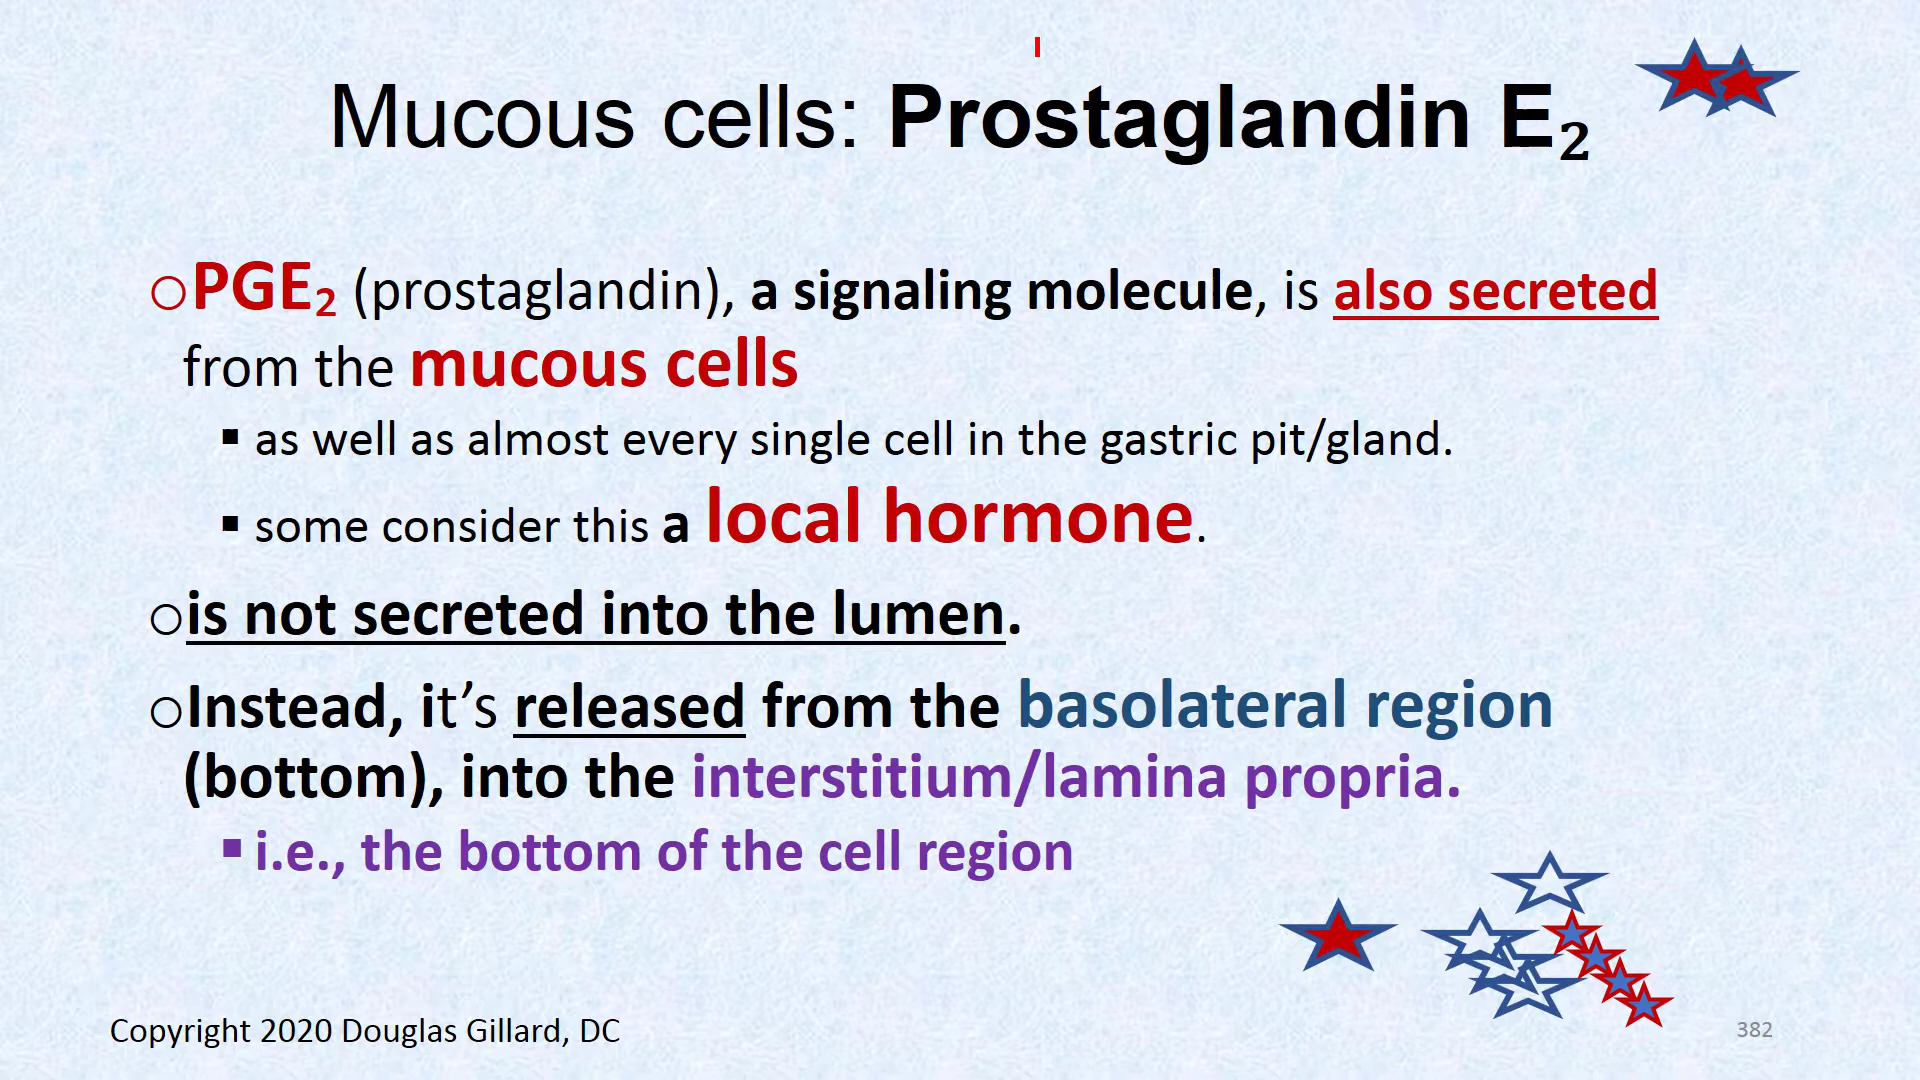 Mucous cells: Prostaglandin E₂
○PGE₂ (prostaglandin), a signaling molecule, is also secreted
from the mucous cells
▪ as well as almost every single cell in the gastric pit/gland.
▪ some consider this a local hormone.
○is not secreted into the lumen.
○Instead, it’s released from the basolateral region
(bottom), into the interstitium/lamina propria.
▪ i.e., the bottom of the cell region
Copyright 2020 Douglas Gillard, DC
382